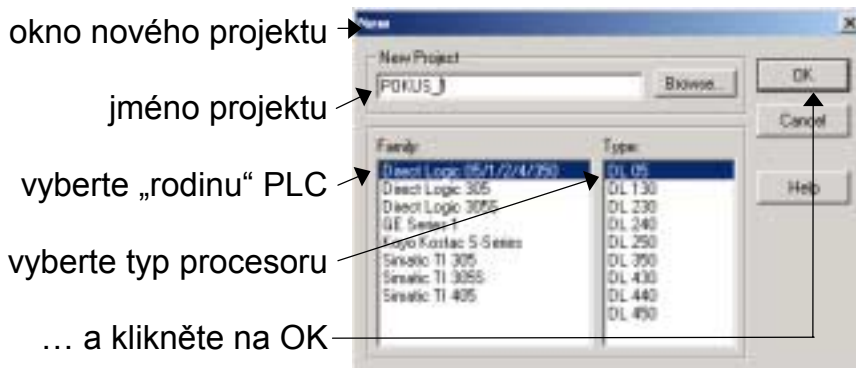 okno nového projektu
jméno projektu
vyberte „rodinu“ PLC
vyberte typ procesoru
… a klikněte na OK
New
New Project
POKUS_1
Browse...
OK
Cancel
Help
Family:
Direct Logic 05/1/2/4/350
Direct Logic 305
Direct Logic 305S
GE Series 1
Koyo Kostac S-Series
Simatic TI 305
Simatic TI 305S
Simatic TI 405
Type:
DL 05
DL 130
DL 230
DL 240
DL 250
DL 350
DL 430
DL 440
DL 450